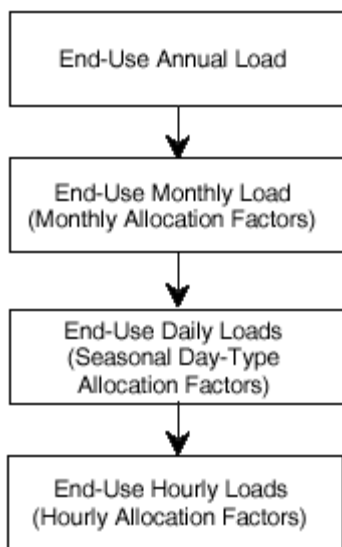 End-Use Annual Load
End-Use Monthly Load
(Monthly Allocation Factors)
End-Use Daily Loads
(Seasonal Day-Type
Allocation Factors)
End-Use Hourly Loads
(Hourly Allocation Factors)